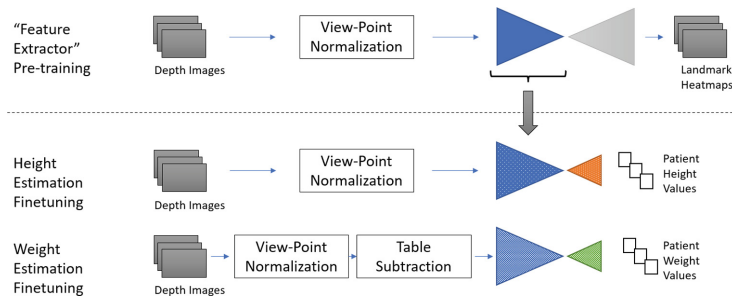 “Feature
Extractor”
Pre-training
Depth Images
View-Point
Normalization
Landmark
Heatmaps
Height
Estimation
Finetuning
Depth Images
View-Point
Normalization
Patient
Height
Values
Weight
Estimation
Finetuning
Depth Images
View-Point
Normalization
Table
Subtraction
Patient
Weight
Values